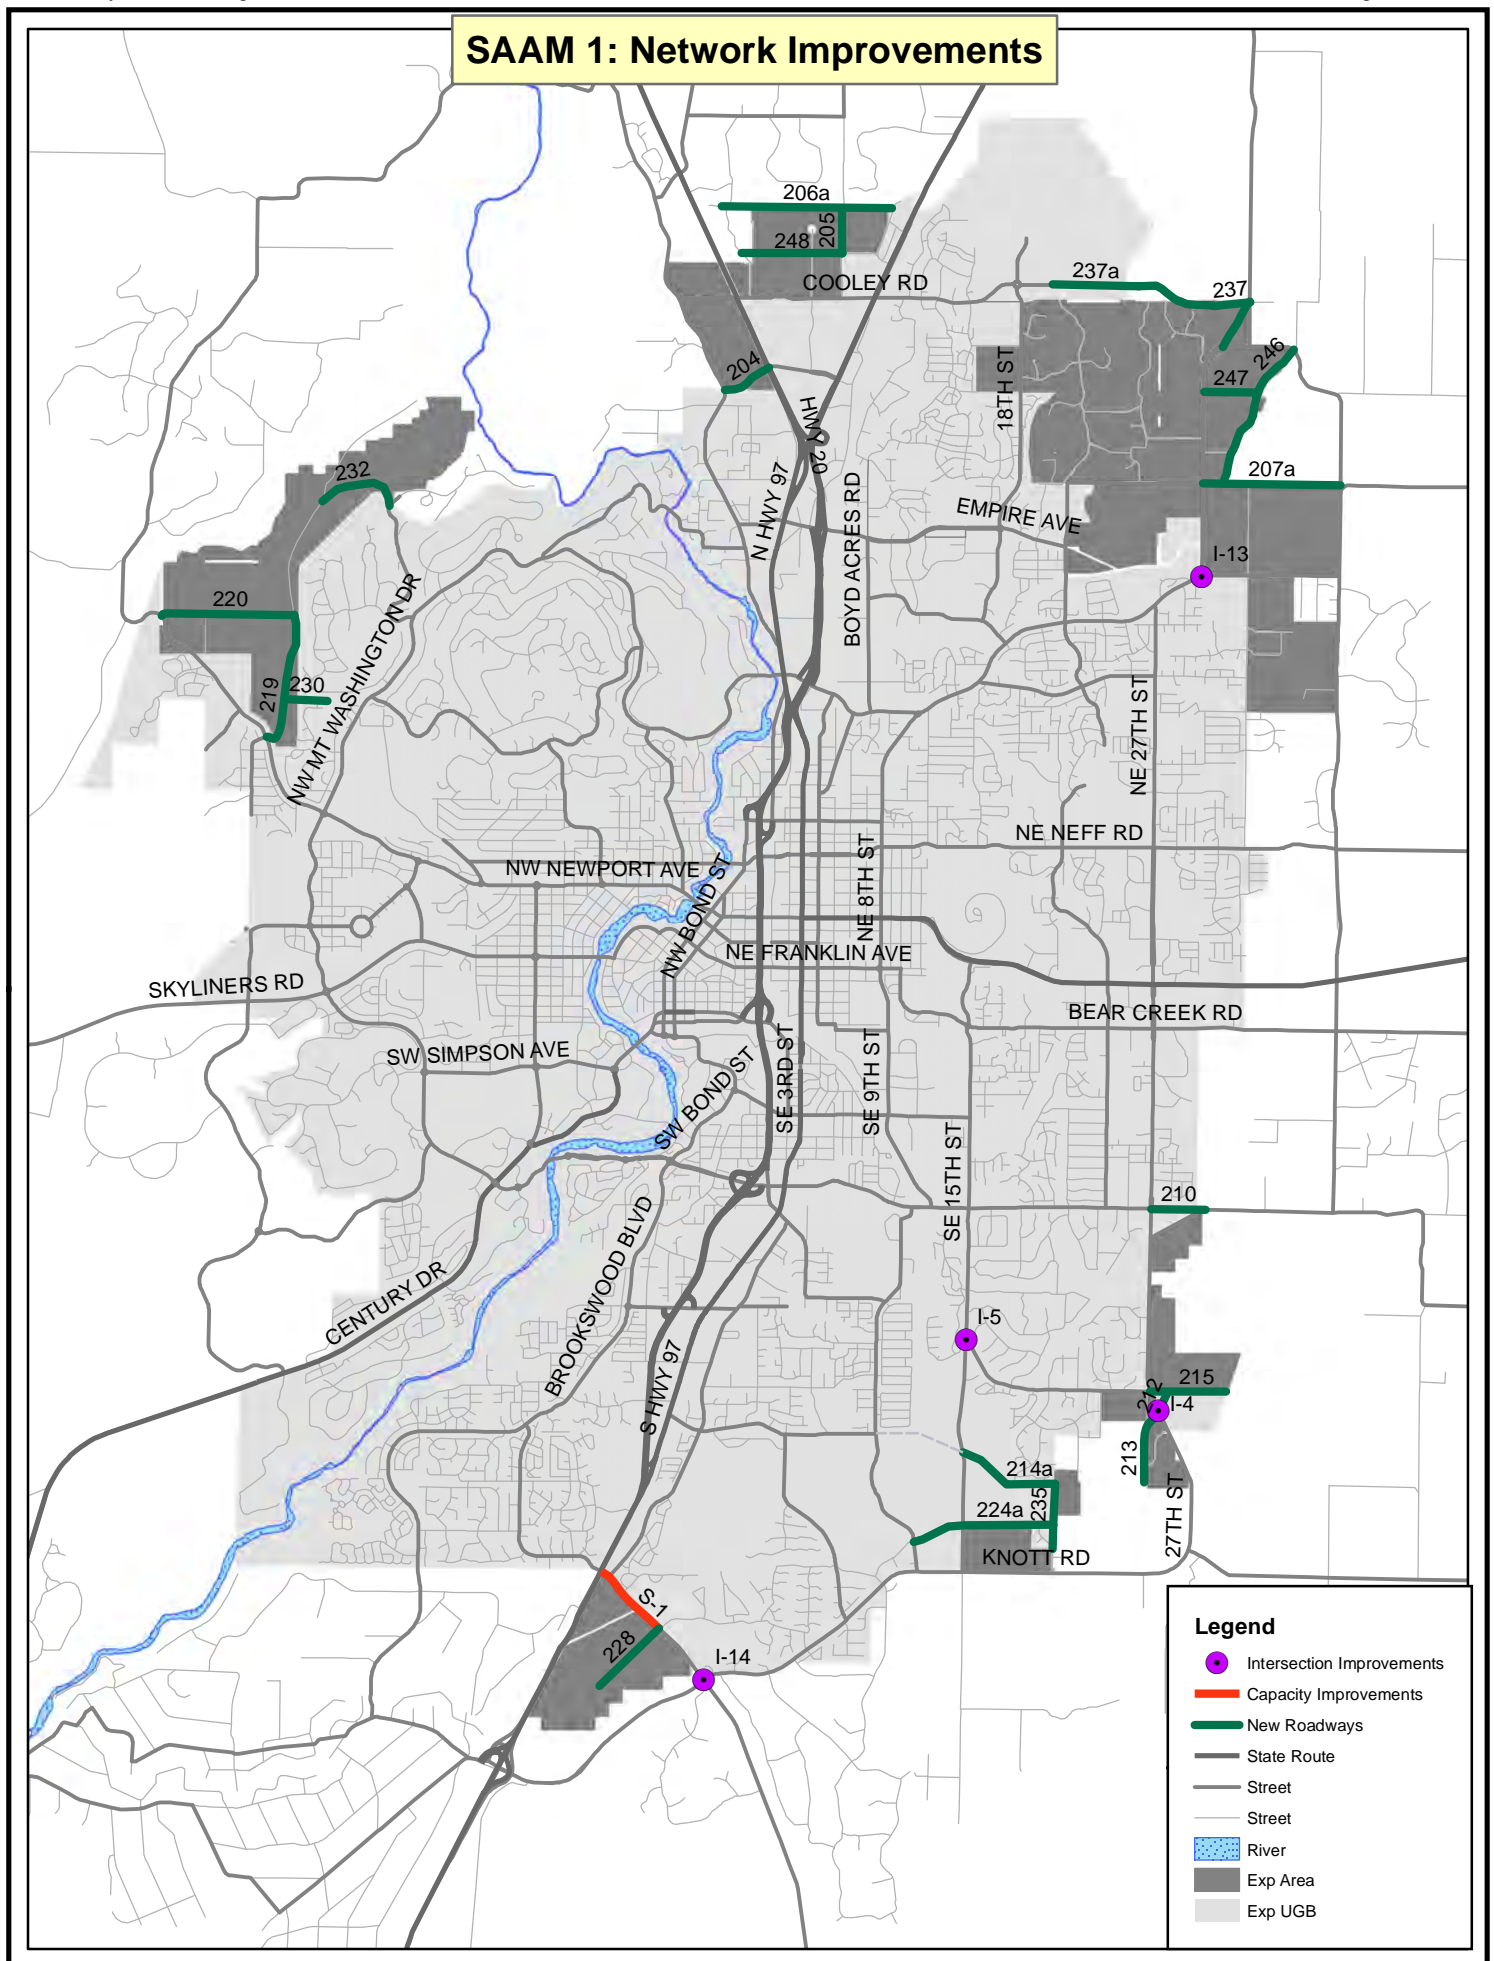 SAAM 1: Network Improvements
206a
205
248
COOLEY RD
237a
237
246
247
204
18TH ST
207a
HWY 20
N HWY 97
BOYD ACRES RD
EMPIRE AVE
I-13
232
220
NW MT WASHINGTON DR
219
230
NE 27TH ST
NE NEFF RD
NW NEWPORT AVE
NE 8TH ST
NW BOND ST
NE FRANKLIN AVE
SKYLINERS RD
BEAR CREEK RD
SW SIMPSON AVE
SW BOND ST
SE 3RD ST
SE 9TH ST
SE 15TH ST
210
BROOKSWOOD BLVD
CENTURY DR
S HWY 97
I-5
215
212
I-4
213
214a
235
224a
27TH ST
KNOTT RD
S-1
228
I-14
Legend
Intersection Improvements
Capacity Improvements
New Roadways
State Route
Street
Street
River
Exp Area
Exp UGB